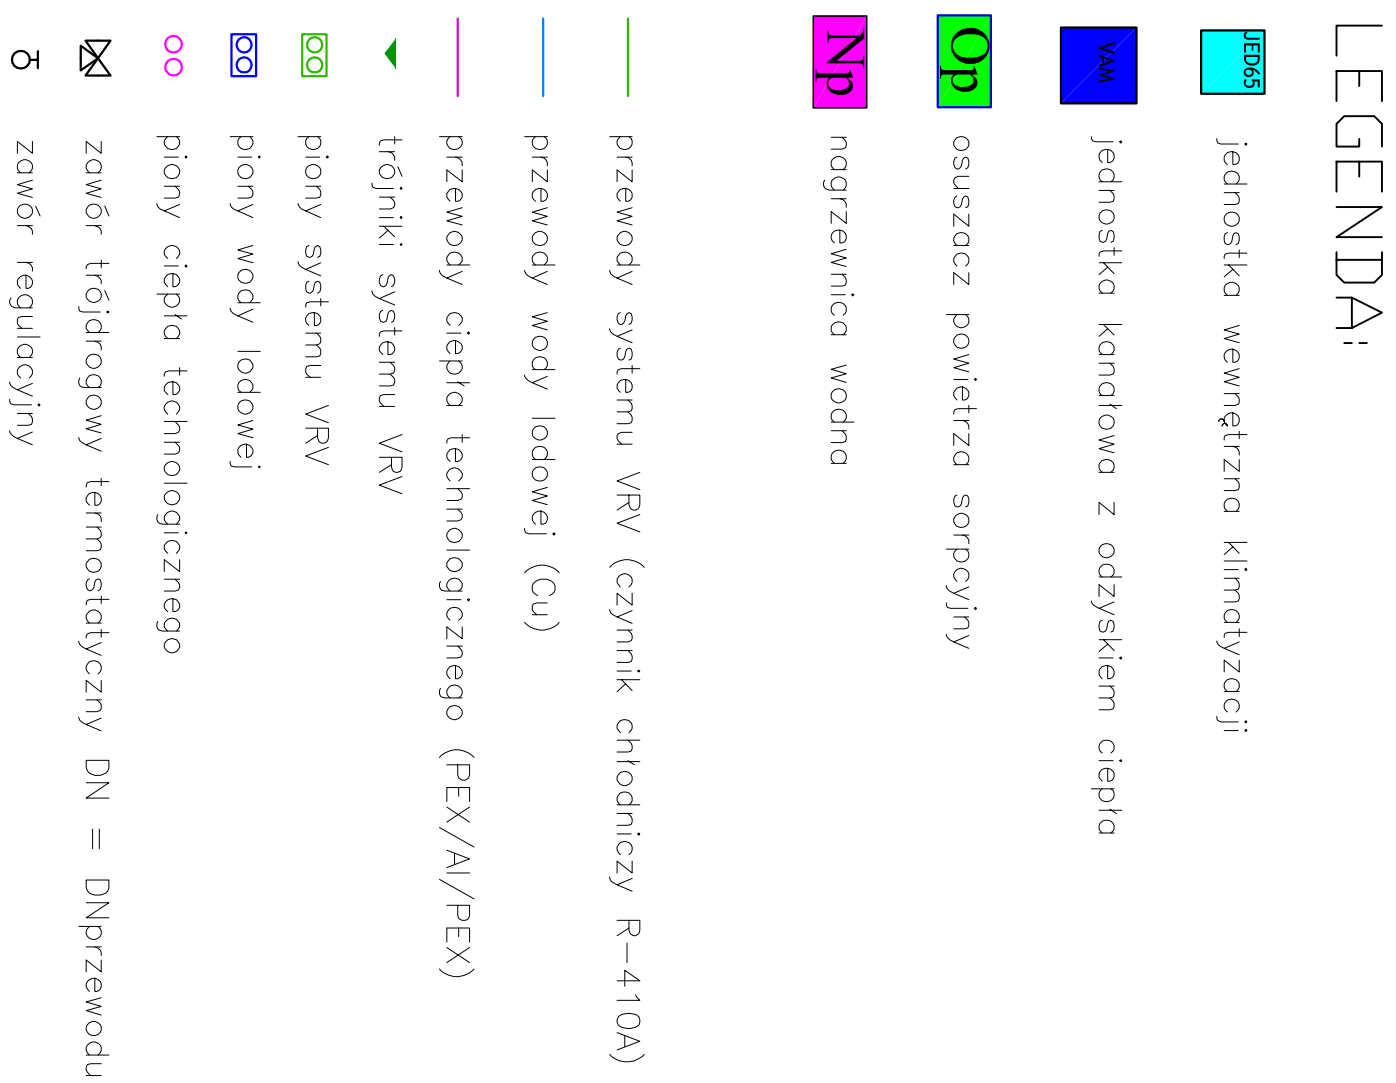 LEGENDA:
JED65 jednostka wewnętrzna klimatyzacji
VAM jednostka kanałowa z odzyskiem ciepła
Op osuszacz powietrza sorpcyjny
Np nagrzewnica wodna
przewody systemu VRV (czynnik chłodniczy R-410A)
przewody wody lodowej (Cu)
przewody ciepła technologicznego (PEX/Al/PEX)
trójniki systemu VRV
piony systemu VRV
piony wody lodowej
piony ciepła technologicznego
zawór trójdrogowy termostatyczny DN = DNprzewodu
zawór regulacyjny